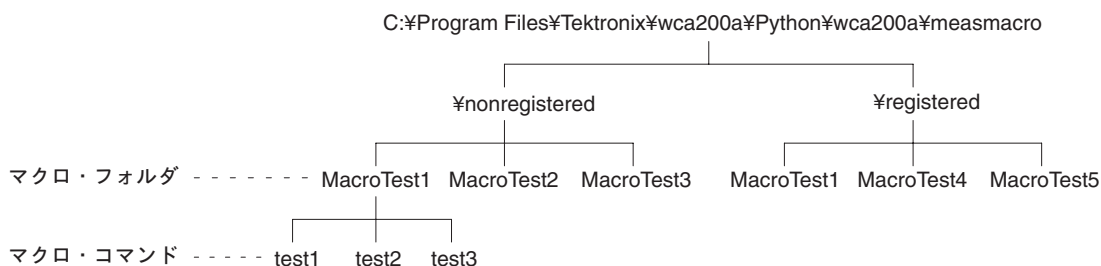 C:¥Program Files¥Tektronix¥wca200a¥Python¥wca200a¥measmacro
¥nonregistered ¥registered
マクロ・フォルダ MacroTest1 MacroTest2 MacroTest3 MacroTest1 MacroTest4 MacroTest5
マクロ・コマンド test1 test2 test3